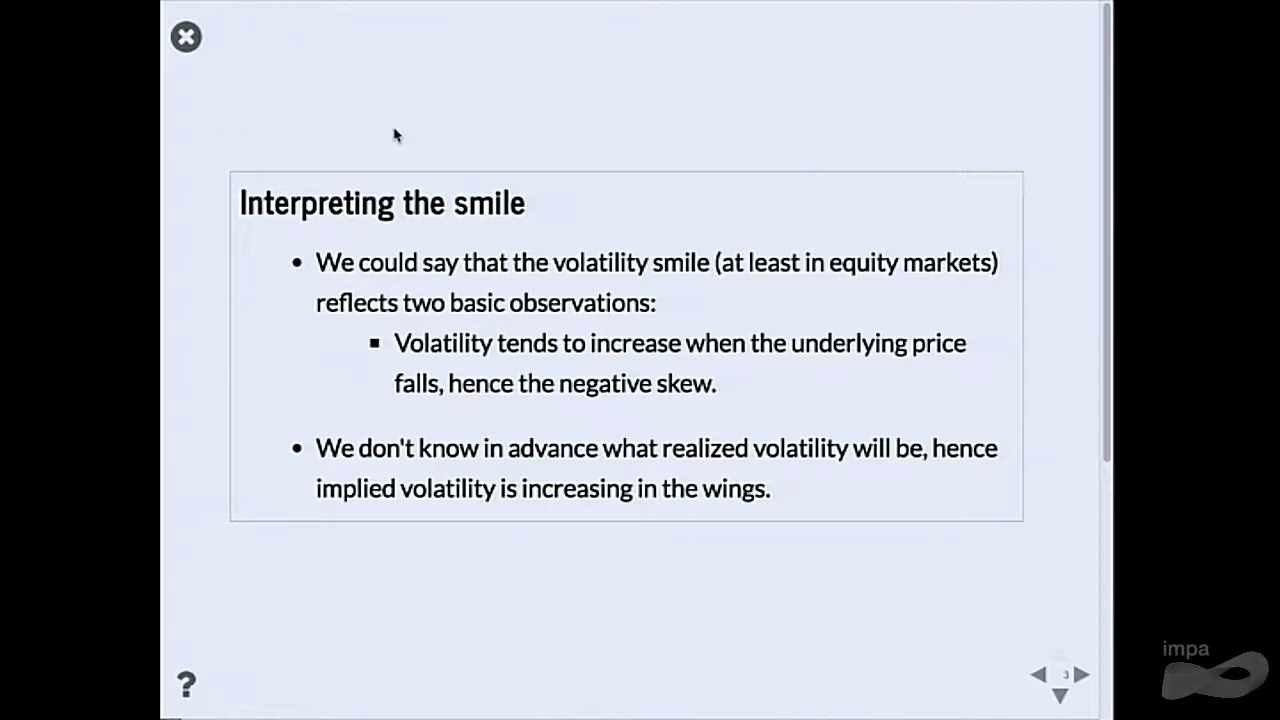 Interpreting the smile
• We could say that the volatility smile (at least in equity markets)
reflects two basic observations:
▪ Volatility tends to increase when the underlying price
falls, hence the negative skew.
• We don't know in advance what realized volatility will be, hence
implied volatility is increasing in the wings.
?
3
impa